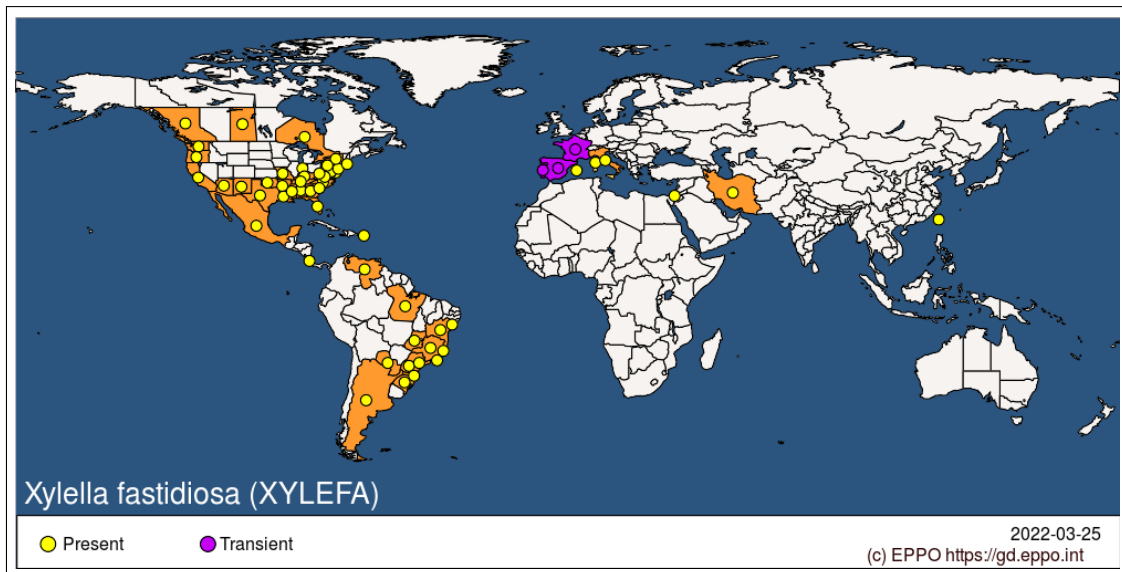 Xylella fastidiosa (XYLEFA)
Present
Transient
2022-03-25
(c) EPPO https://gd.eppo.int